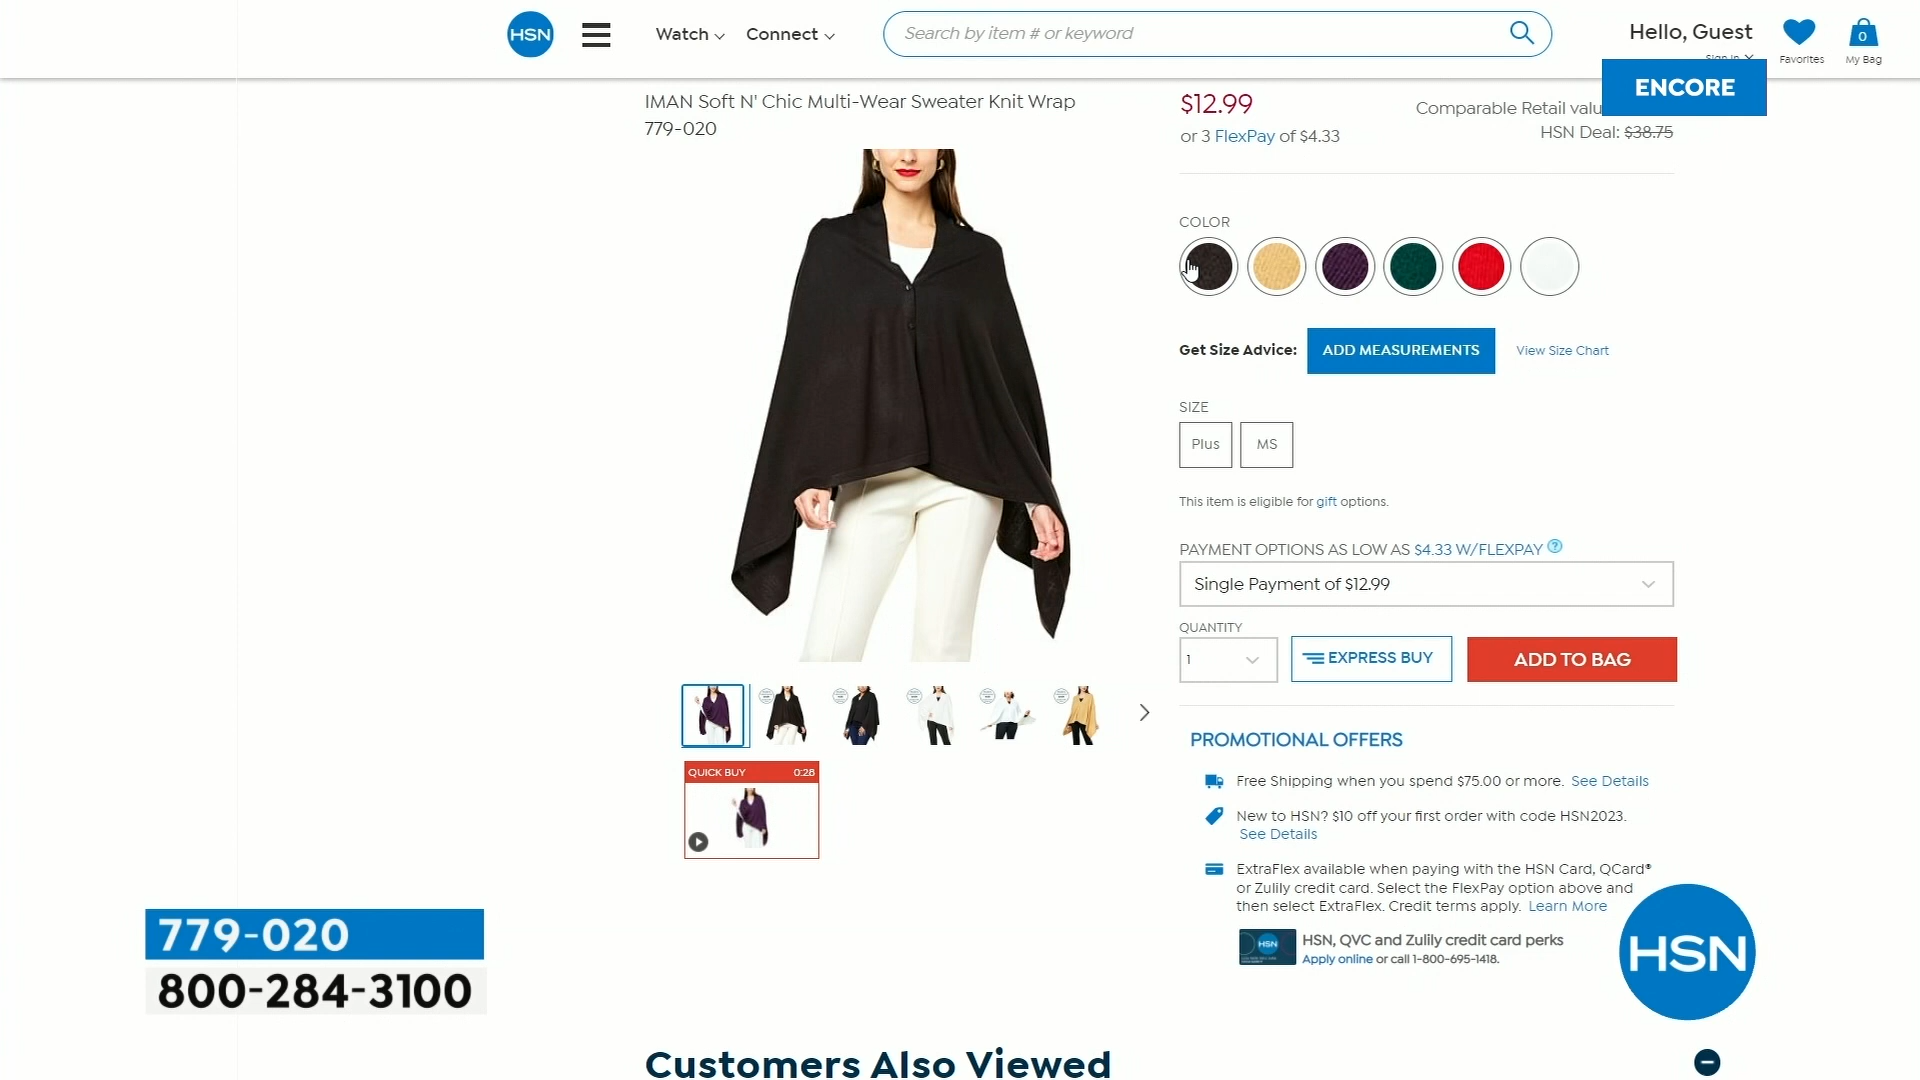 HSN
Watch
Connect
Search by item # or keyword
Hello, Guest
Favorites
0
My Bag
ENCORE
IMAN Soft N' Chic Multi-Wear Sweater Knit Wrap
779-020
$12.99
or 3 FlexPay of $4.33
Comparable Retail valu
HSN Deal: $38.75
COLOR
Get Size Advice:
ADD MEASUREMENTS
View Size Chart
SIZE
Plus
MS
This item is eligible for gift options.
PAYMENT OPTIONS AS LOW AS $4.33 W/FLEXPAY ?
Single Payment of $12.99
QUANTITY
1
EXPRESS BUY
ADD TO BAG
QUICK BUY 0:28
PROMOTIONAL OFFERS
Free Shipping when you spend $75.00 or more. See Details
New to HSN? $10 off your first order with code HSN2023.
See Details
ExtraFlex available when paying with the HSN Card, QCard®
or Zulily credit card. Select the FlexPay option above and
then select ExtraFlex. Credit terms apply. Learn More
HSN
HSN, QVC and Zulily credit card perks
Apply online or call 1-800-695-1418.
779-020
800-284-3100
HSN
Customers Also Viewed